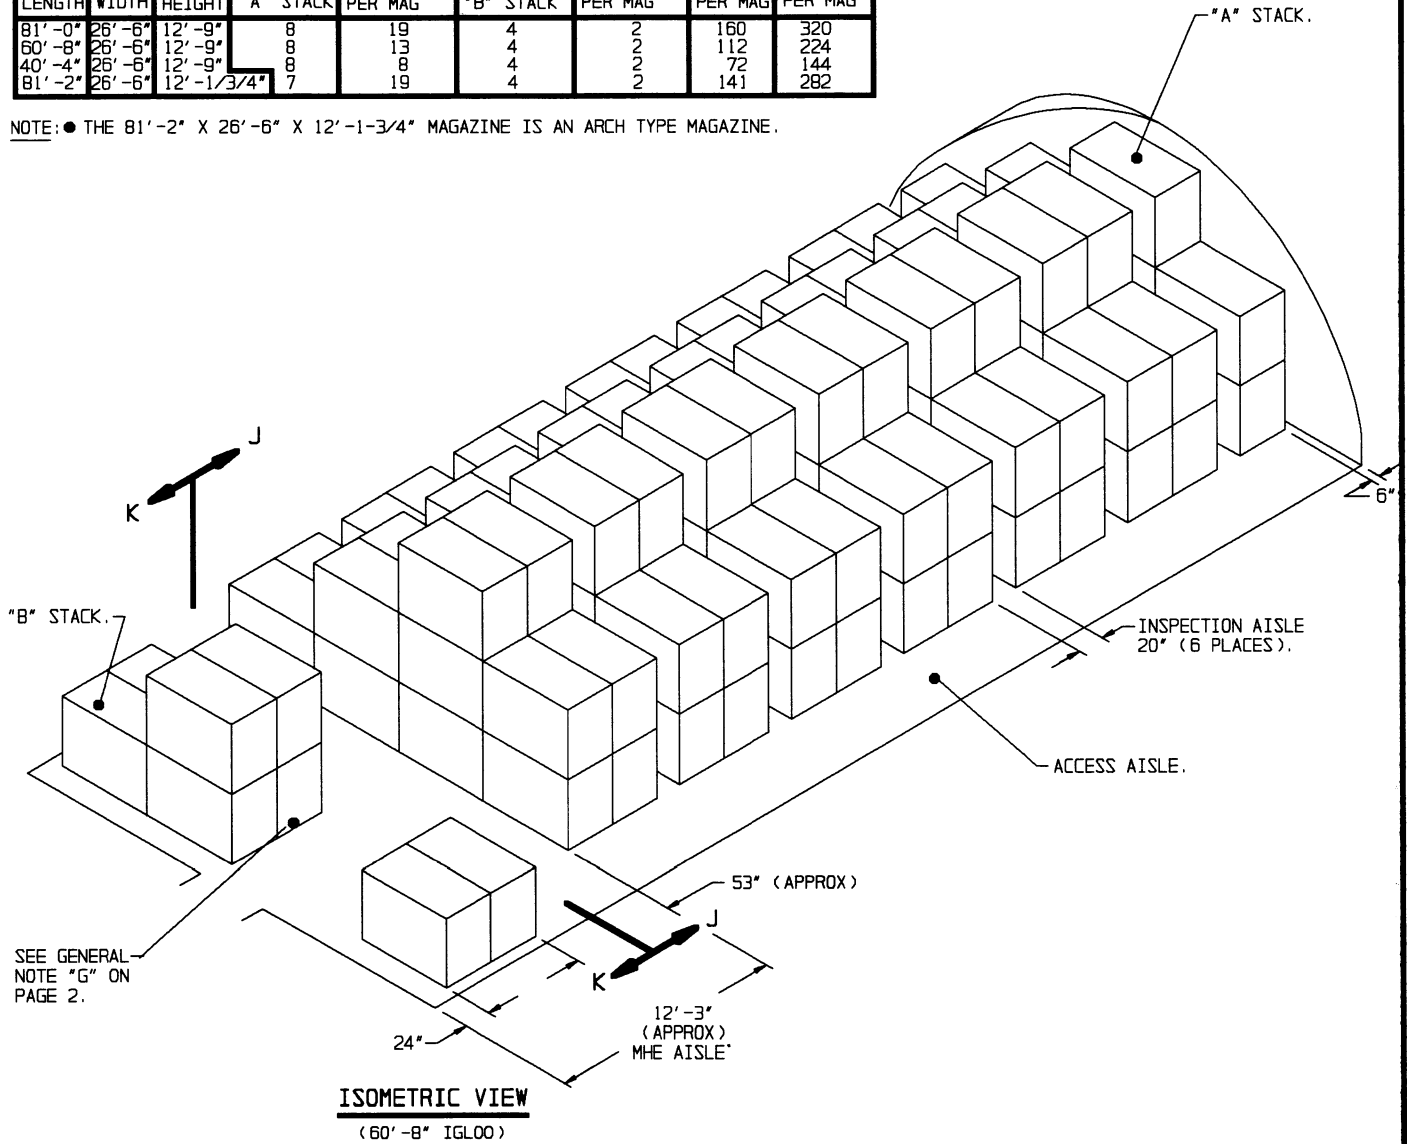 LENGTH WIDTH HEIGHT "A" STACK PER MAG "B" STACK PER MAG PER MAG PER MAG
81'-0" 26'-6" 12'-9" 8 19 4 2 160 320
60'-8" 26'-6" 12'-9" 8 13 4 2 112 224
40'-4" 26'-6" 12'-9" 8 8 4 2 72 144
81'-2" 26'-6" 12'-1/3/4" 7 19 4 2 141 282
NOTE: ● THE 81'-2" X 26'-6" X 12'-1-3/4" MAGAZINE IS AN ARCH TYPE MAGAZINE.
"A" STACK.
J
K
6"
"B" STACK.
INSPECTION AISLE
20" (6 PLACES).
ACCESS AISLE.
53" (APPROX)
J
K
SEE GENERAL
NOTE "G" ON
PAGE 2.
24"
12'-3"
(APPROX)
MHE AISLE
ISOMETRIC VIEW
(60'-8" IGLOO)